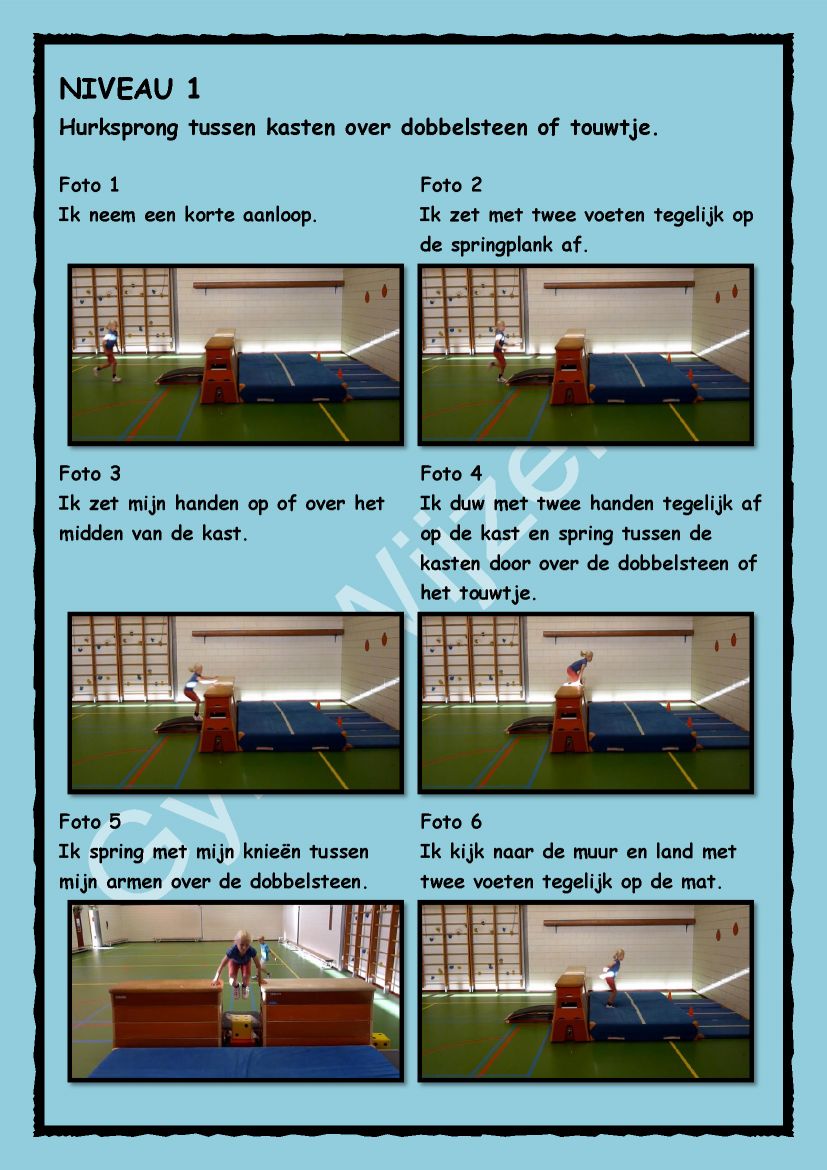 NIVEAU 1
Hurksprong tussen kasten over dobbelsteen of touwtje.
Foto 1
Ik neem een korte aanloop.
Foto 2
Ik zet met twee voeten tegelijk op
de springplank af.
Foto 3
Ik zet mijn handen op of over het
midden van de kast.
Foto 4
Ik duw met twee handen tegelijk af
op de kast en spring tussen de
kasten door over de dobbelsteen of
het touwtje.
Foto 5
Ik spring met mijn knieën tussen
mijn armen over de dobbelsteen.
Foto 6
Ik kijk naar de muur en land met
twee voeten tegelijk op de mat.